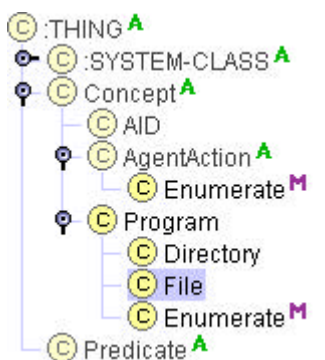 C :THING A
C :SYSTEM-CLASS A
C Concept A
C AID
C AgentAction A
C Enumerate M
C Program
C Directory
C File
C Enumerate M
C Predicate A